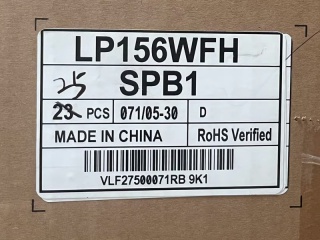 LP156WFH
25 SPB1
23 PCS 071/05-30 D
MADE IN CHINA RoHS Verified
VLF27500071RB 9K1